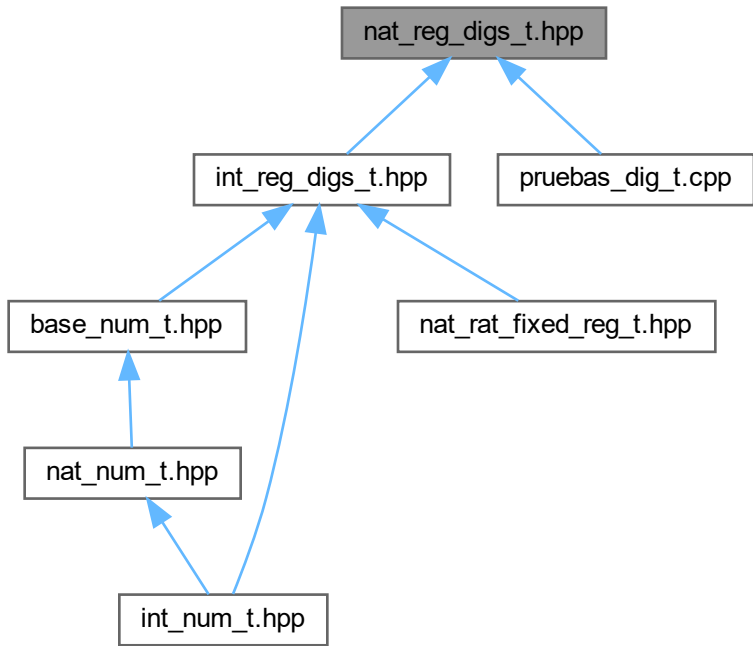 nat_reg_digs_t.hpp
int_reg_digs_t.hpp
pruebas_dig_t.cpp
base_num_t.hpp
nat_rat_fixed_reg_t.hpp
nat_num_t.hpp
int_num_t.hpp